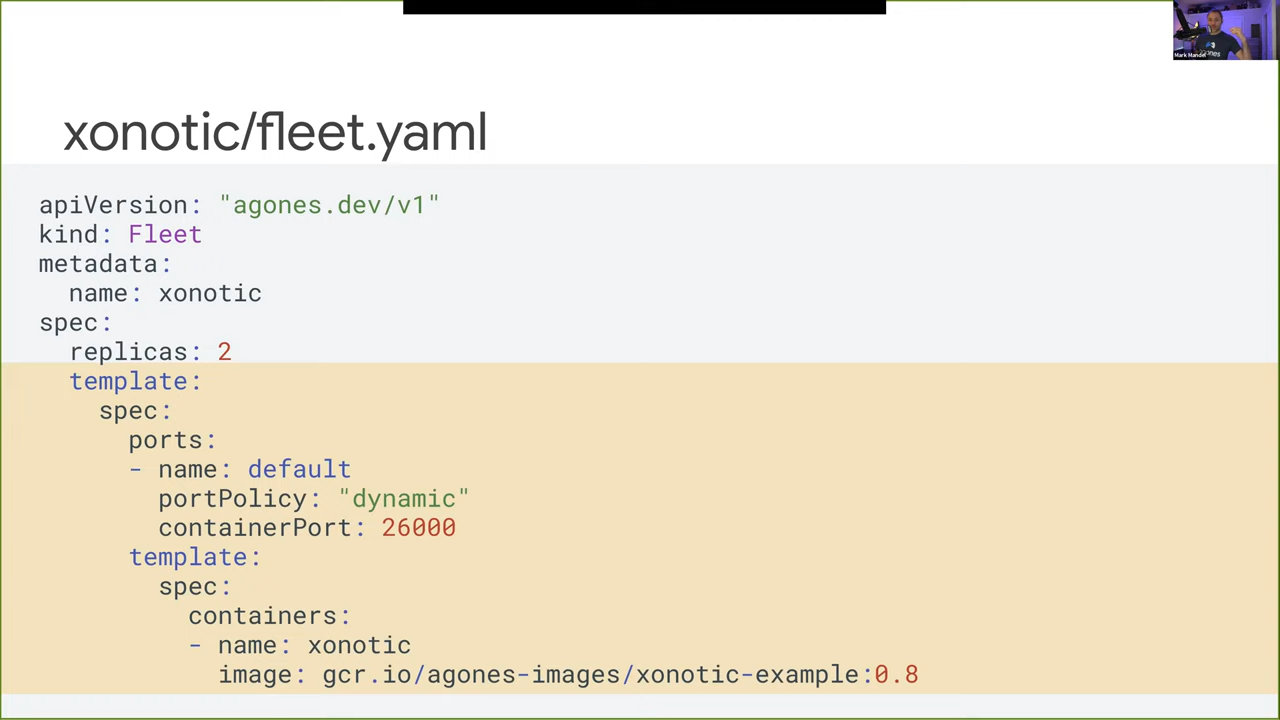 Mark Mandel
xonotic/fleet.yaml
apiVersion: "agones.dev/v1"
kind: Fleet
metadata:
  name: xonotic
spec:
  replicas: 2
  template:
    spec:
      ports:
      - name: default
        portPolicy: "dynamic"
        containerPort: 26000
      template:
        spec:
          containers:
          - name: xonotic
            image: gcr.io/agones-images/xonotic-example:0.8